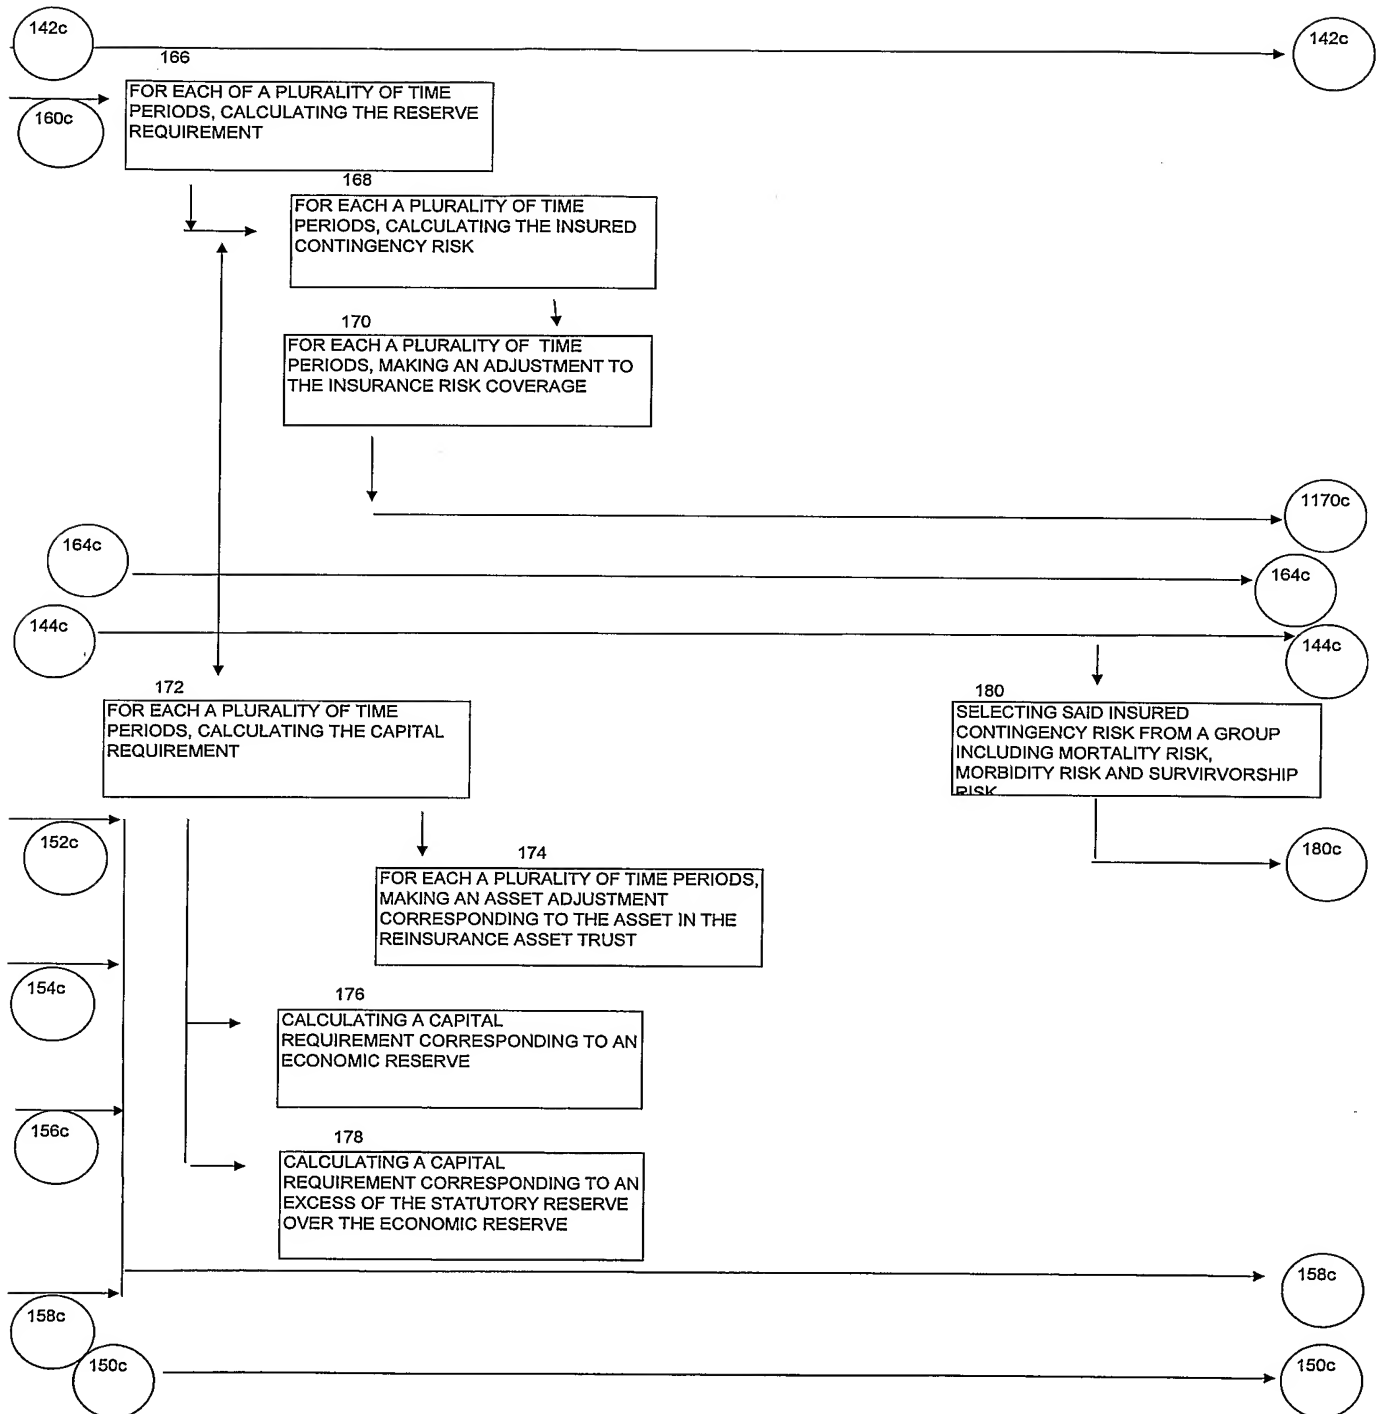 142c
142c
166
FOR EACH OF A PLURALITY OF TIME
PERIODS, CALCULATING THE RESERVE
REQUIREMENT
160c
168
FOR EACH A PLURALITY OF TIME
PERIODS, CALCULATING THE INSURED
CONTINGENCY RISK
170
FOR EACH A PLURALITY OF TIME
PERIODS, MAKING AN ADJUSTMENT TO
THE INSURANCE RISK COVERAGE
1170c
164c
164c
144c
144c
172
FOR EACH A PLURALITY OF TIME
PERIODS, CALCULATING THE CAPITAL
REQUIREMENT
180
SELECTING SAID INSURED
CONTINGENCY RISK FROM A GROUP
INCLUDING MORTALITY RISK,
MORBIDITY RISK AND SURVIRVORSHIP
RISK
152c
180c
174
FOR EACH A PLURALITY OF TIME PERIODS,
MAKING AN ASSET ADJUSTMENT
CORRESPONDING TO THE ASSET IN THE
REINSURANCE ASSET TRUST
154c
176
CALCULATING A CAPITAL
REQUIREMENT CORRESPONDING TO AN
ECONOMIC RESERVE
156c
178
CALCULATING A CAPITAL
REQUIREMENT CORRESPONDING TO AN
EXCESS OF THE STATUTORY RESERVE
OVER THE ECONOMIC RESERVE
158c
158c
150c
150c